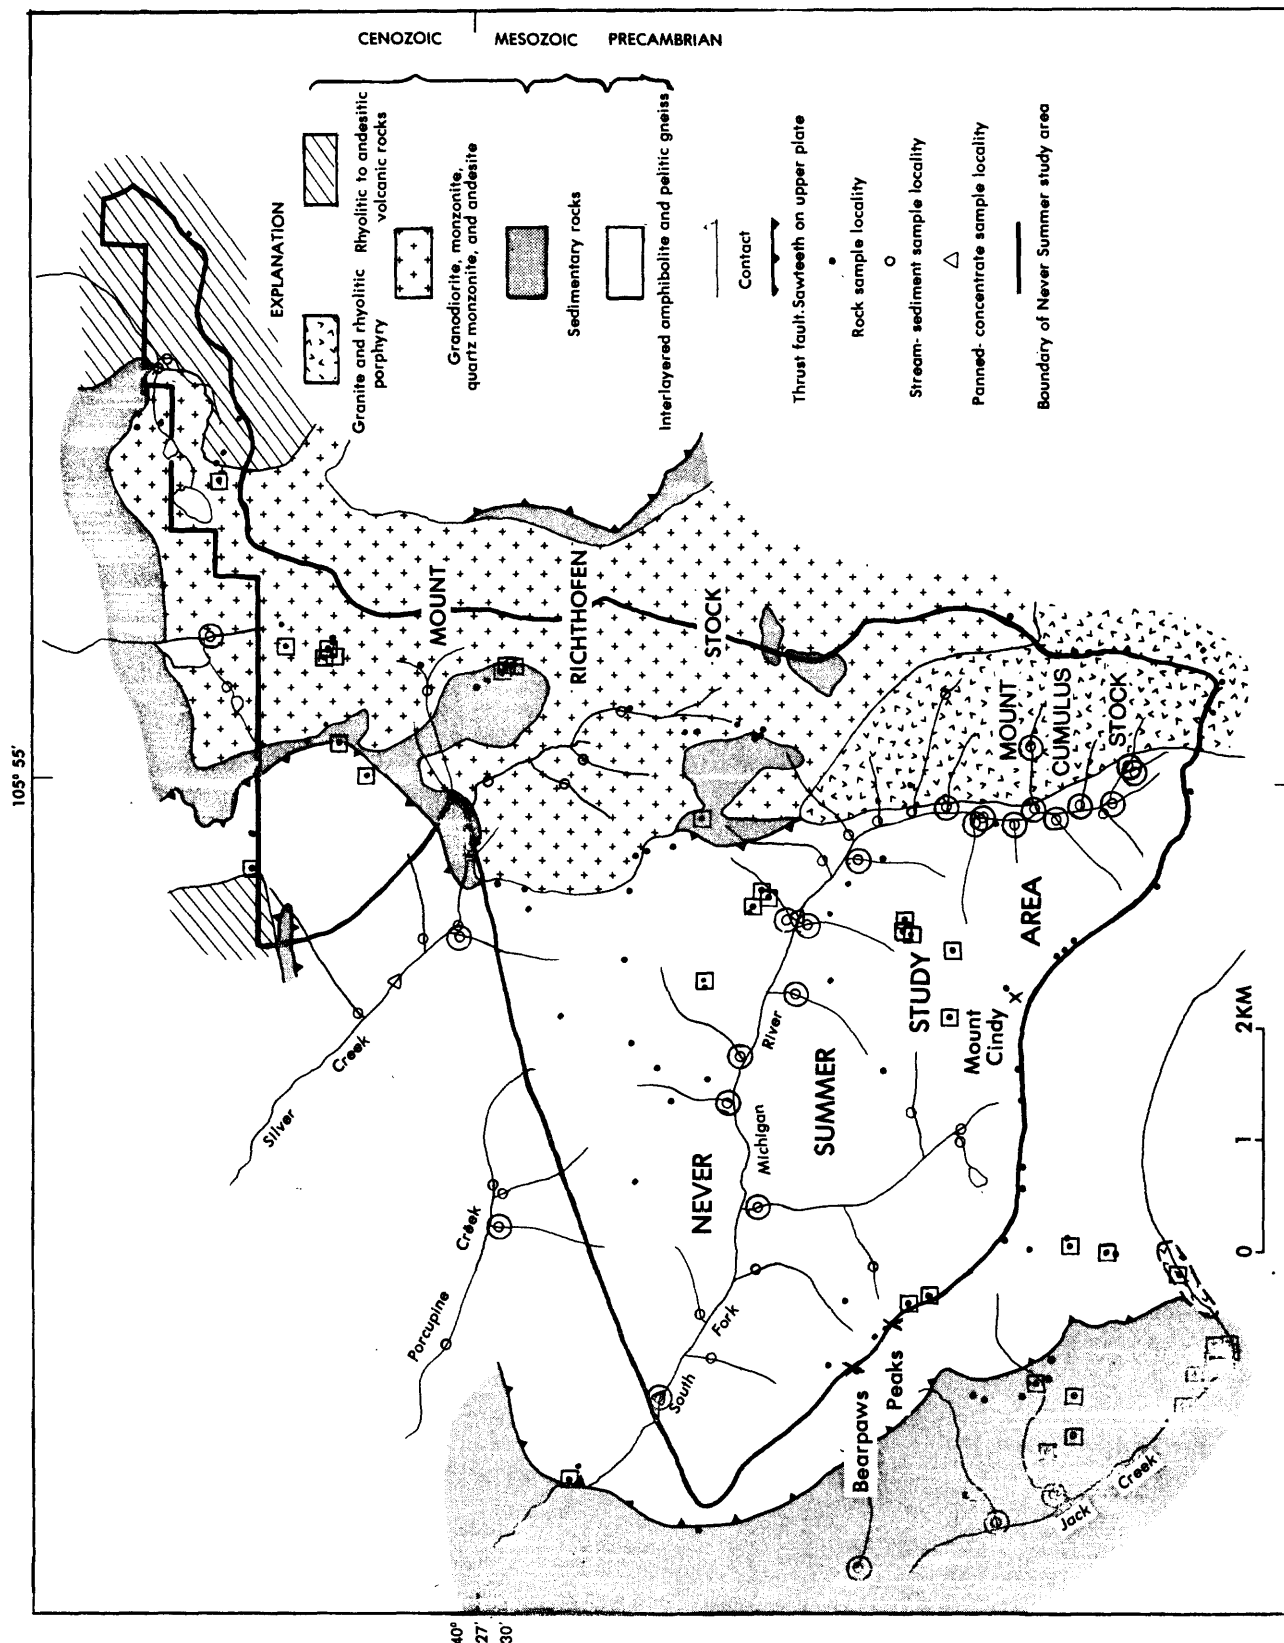 105° 55'
40°
27'
30"
EXPLANATION
CENOZOIC
MESOZOIC
PRECAMBRIAN
Granite and rhyolitic
porphyry
Rhyolitic to andesitic
volcanic rocks
Granodiorite, monzonite,
quartz monzonite, and andesite
Sedimentary rocks
Interlayered amphibolite and pelitic gneiss
Contact
Thrust fault. Sawteeth on upper plate
Rock sample locality
Stream- sediment sample locality
Panned- concentrate sample locality
Boundary of Never Summer study area
MOUNT
RICHTHOFEN
STOCK
MOUNT
CUMULUS
STOCK
NEVER
SUMMER
STUDY
AREA
Silver
Creek
Porcupine
Creek
South
Fork
Michigan
River
Mount
Cindy
Bearpaws
Peaks
Jack
Creek
0
1
2KM